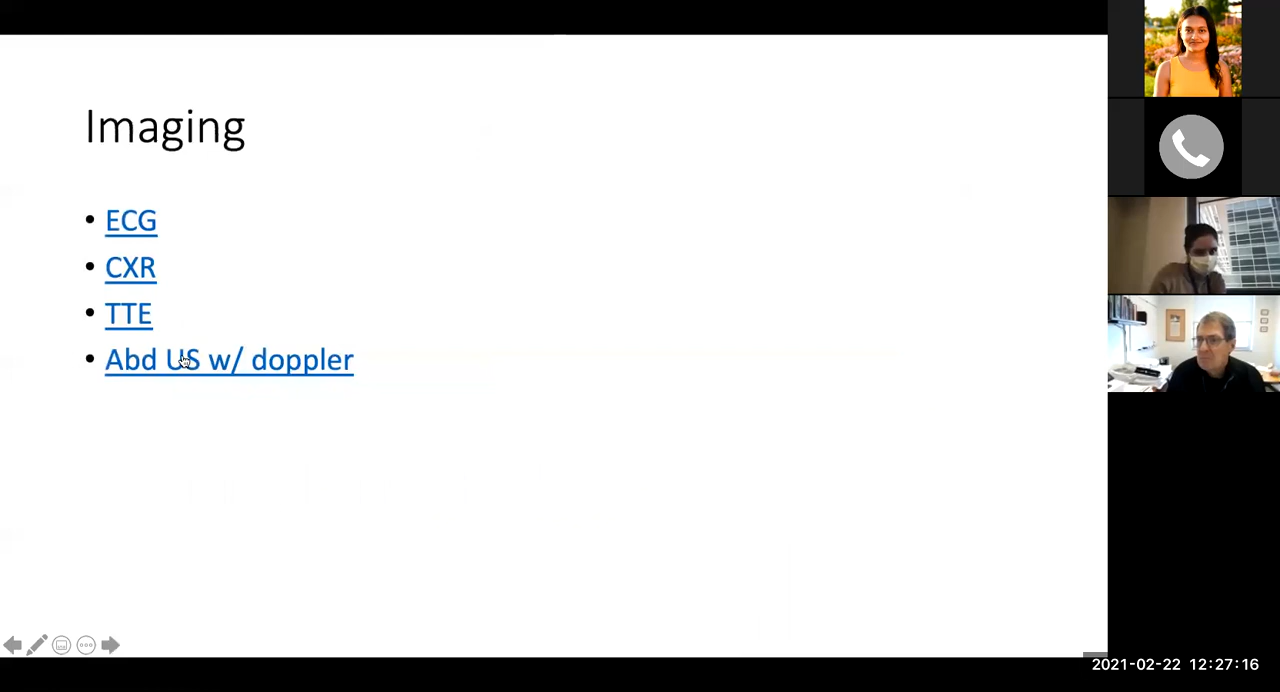 Imaging
• ECG
• CXR
• TTE
• Abd US w/ doppler
2021-02-22 12:27:16